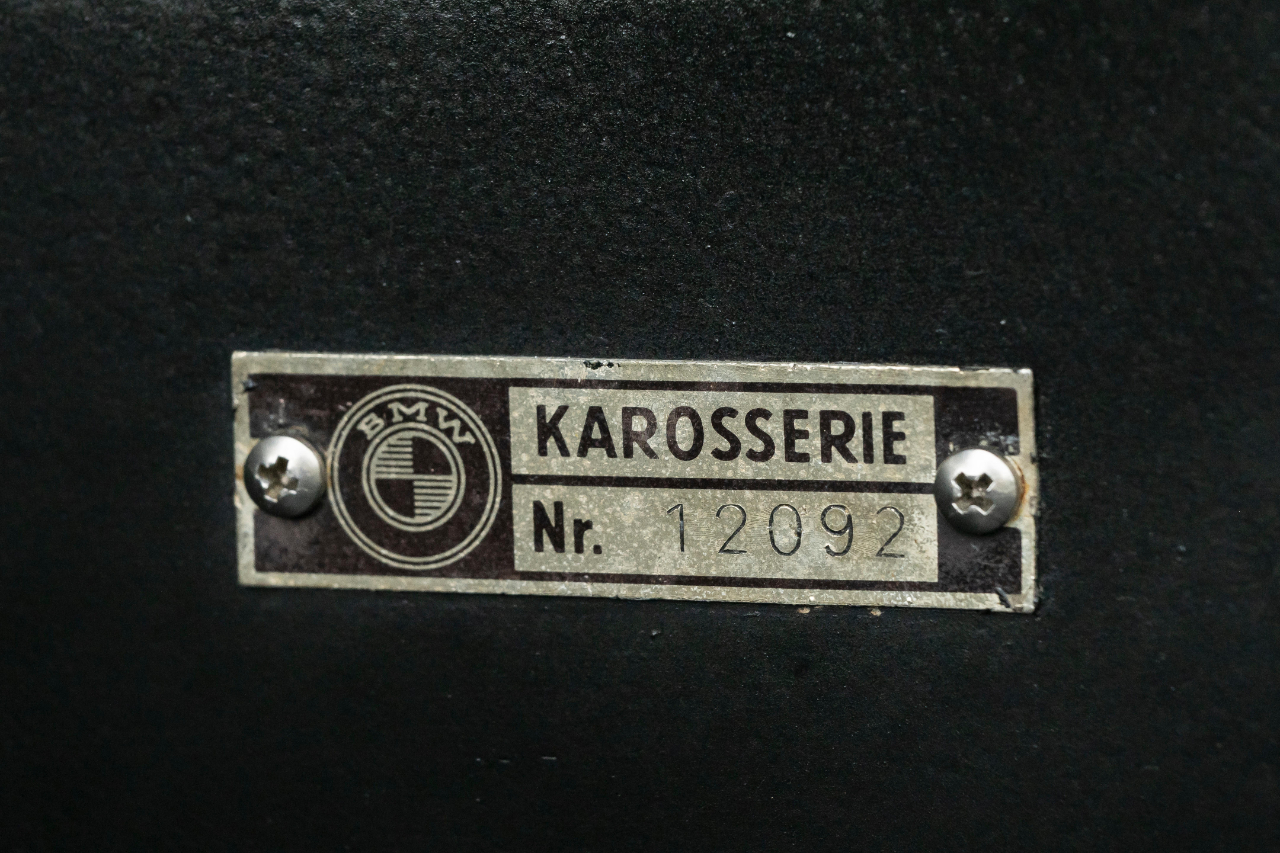 BMW
KAROSSERIE
Nr. 12092